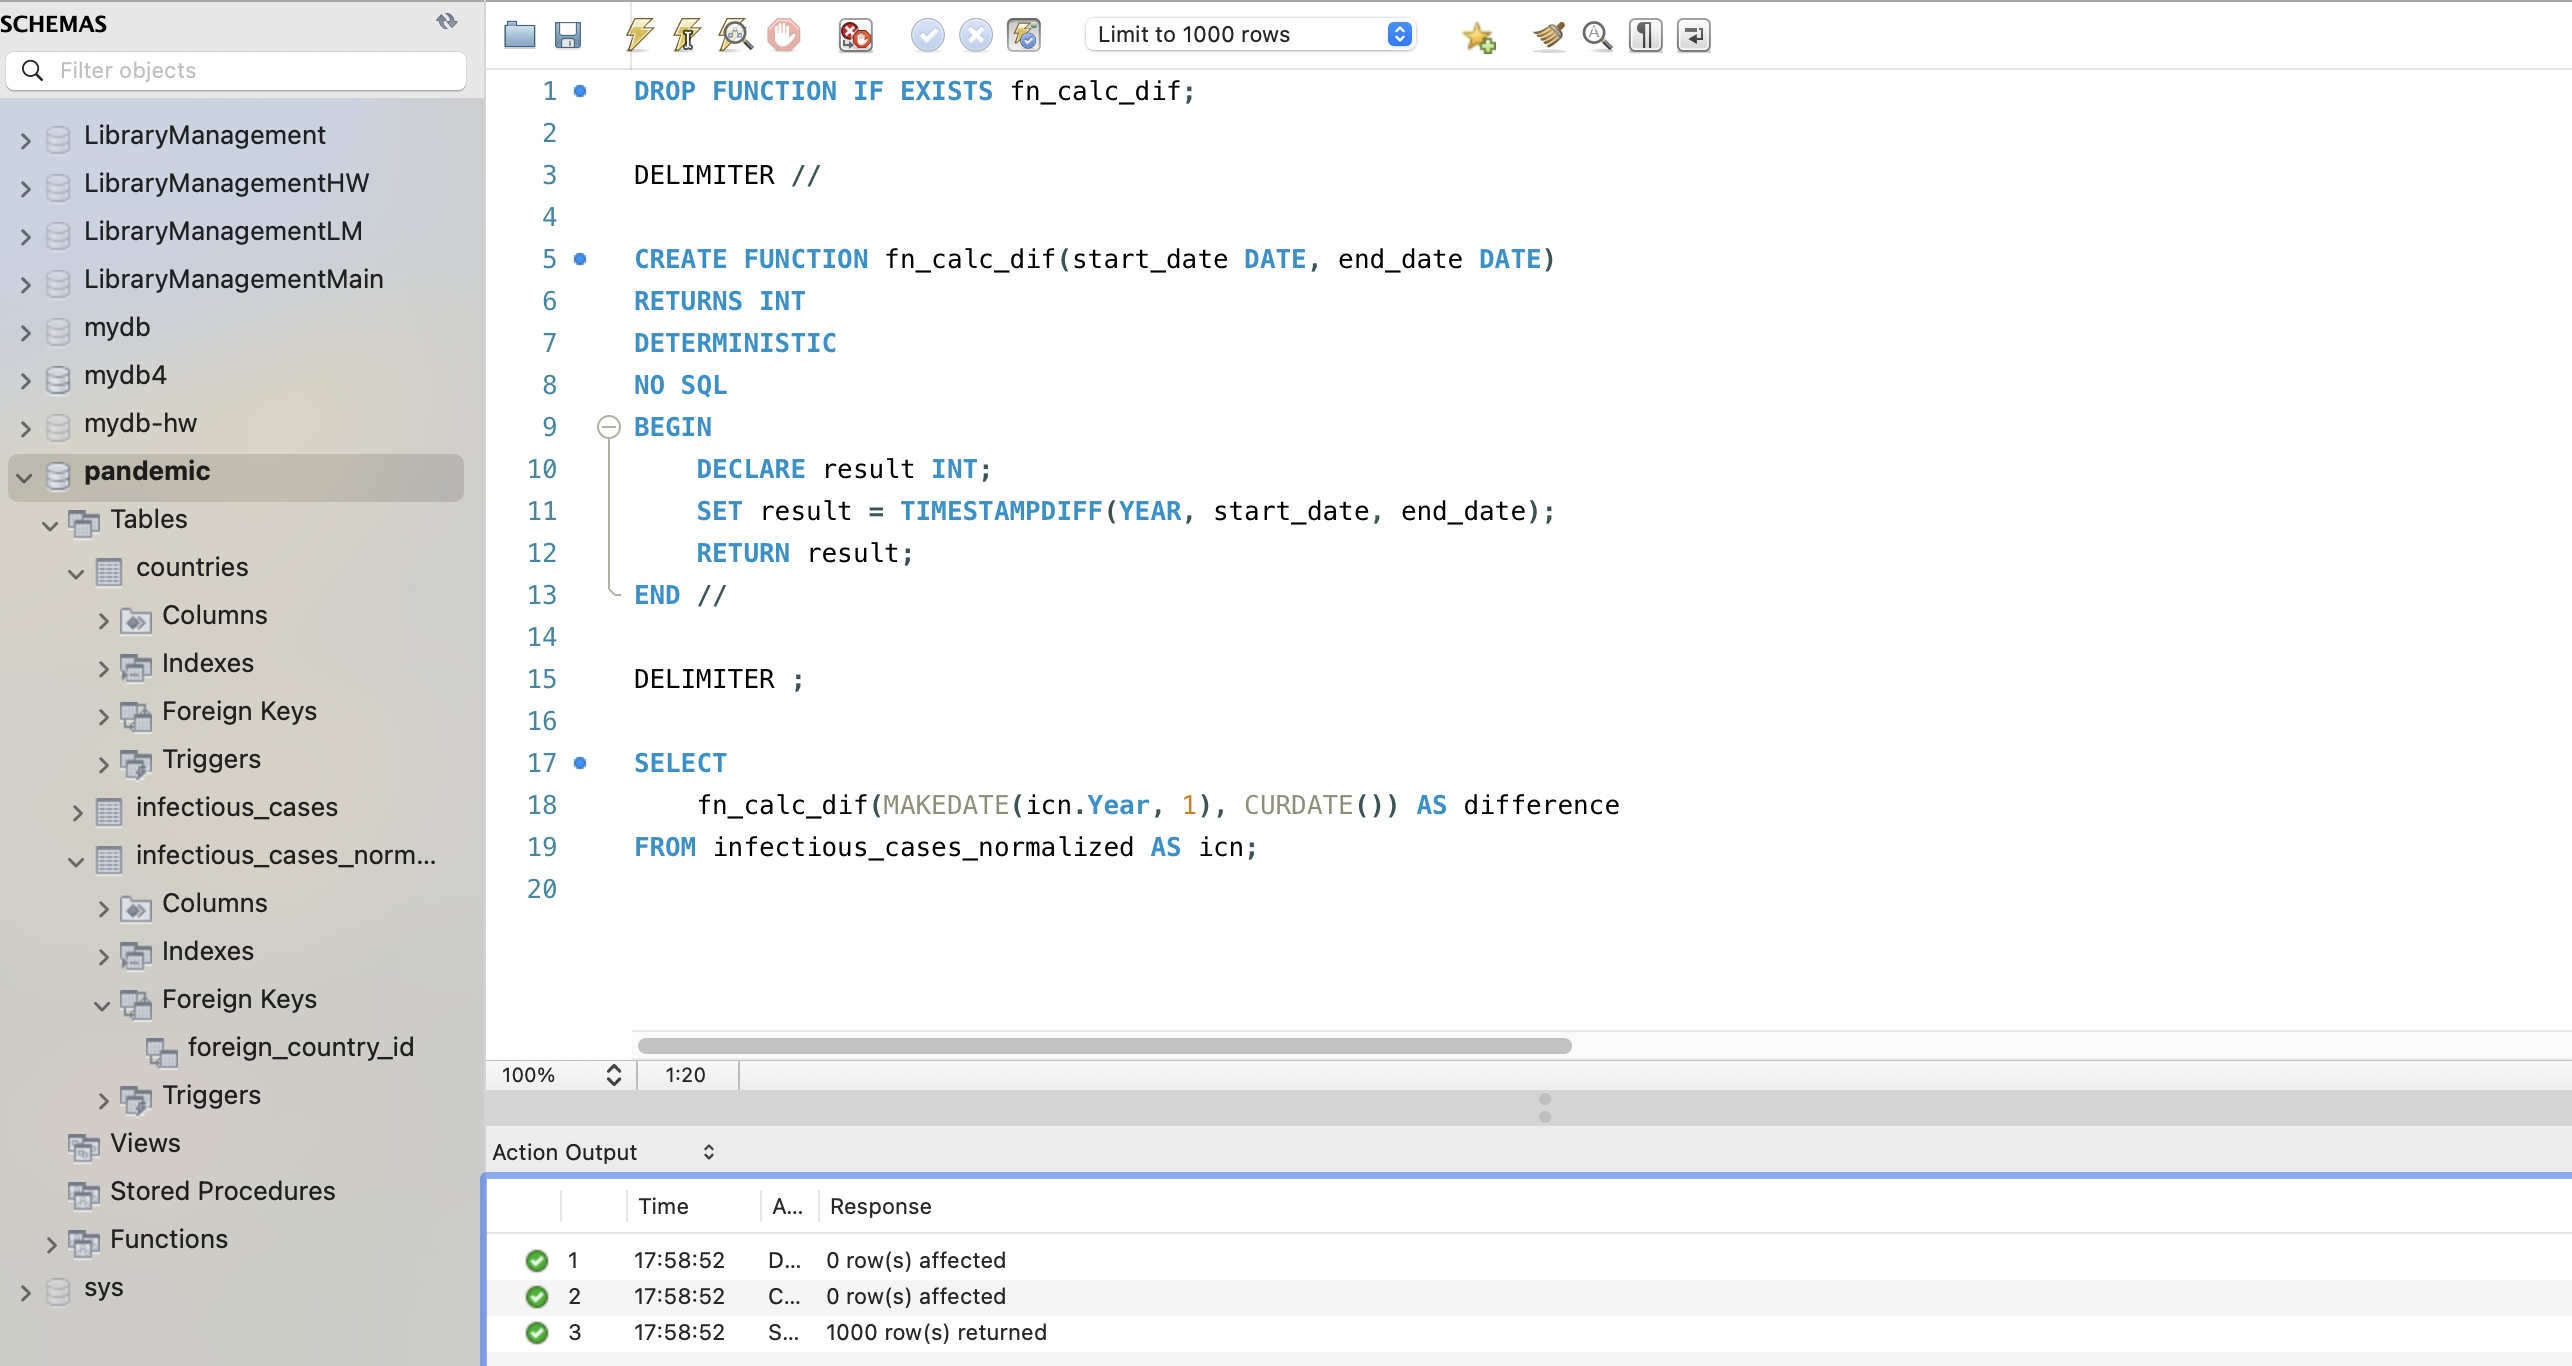 SCHEMAS
Filter objects
LibraryManagement
LibraryManagementHW
LibraryManagementLM
LibraryManagementMain
mydb
mydb4
mydb-hw
pandemic
Tables
countries
Columns
Indexes
Foreign Keys
Triggers
infectious_cases
infectious_cases_norm...
Columns
Indexes
Foreign Keys
foreign_country_id
Triggers
Views
Stored Procedures
Functions
sys
Limit to 1000 rows
1 DROP FUNCTION IF EXISTS fn_calc_dif;
2
3 DELIMITER //
4
5 CREATE FUNCTION fn_calc_dif(start_date DATE, end_date DATE)
6 RETURNS INT
7 DETERMINISTIC
8 NO SQL
9 BEGIN
10 DECLARE result INT;
11 SET result = TIMESTAMPDIFF(YEAR, start_date, end_date);
12 RETURN result;
13 END //
14
15 DELIMITER ;
16
17 SELECT
18 fn_calc_dif(MAKEDATE(icn.Year, 1), CURDATE()) AS difference
19 FROM infectious_cases_normalized AS icn;
20
100% 1:20
Action Output
Time A... Response
1 17:58:52 D... 0 row(s) affected
2 17:58:52 C... 0 row(s) affected
3 17:58:52 S... 1000 row(s) returned